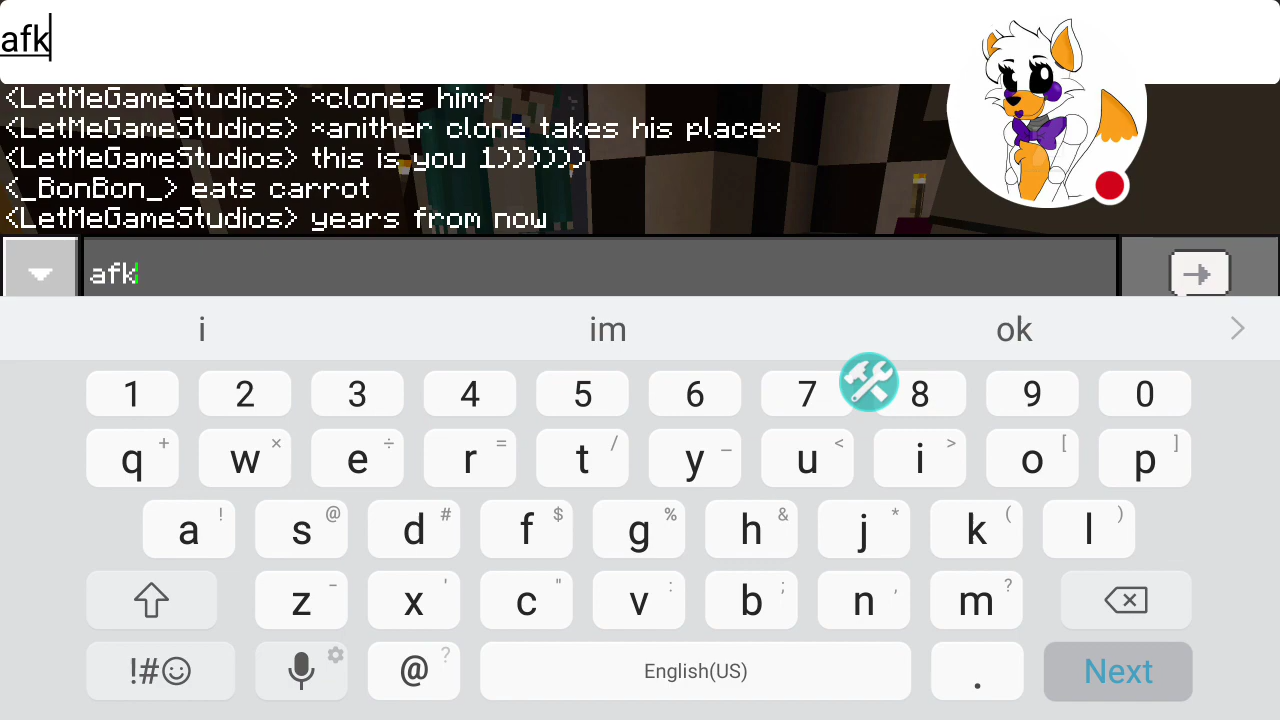 afk
<LetMeGameStudios> *clones him*
<LetMeGameStudios> *anither clone takes his place*
<LetMeGameStudios> this is you 1))))))
<_BonBon_> eats carrot
<LetMeGameStudios> years from now
afk
i im ok
1 2 3 4 5 6 7 8 9 0
q + w × e ÷ r = t / y _ u < i > o [ p ]
a ! s @ d # f $ g % h & j * k ( l )
z - x ' c " v : b ; n , m ?
!#☺ @ ? English(US) . Next